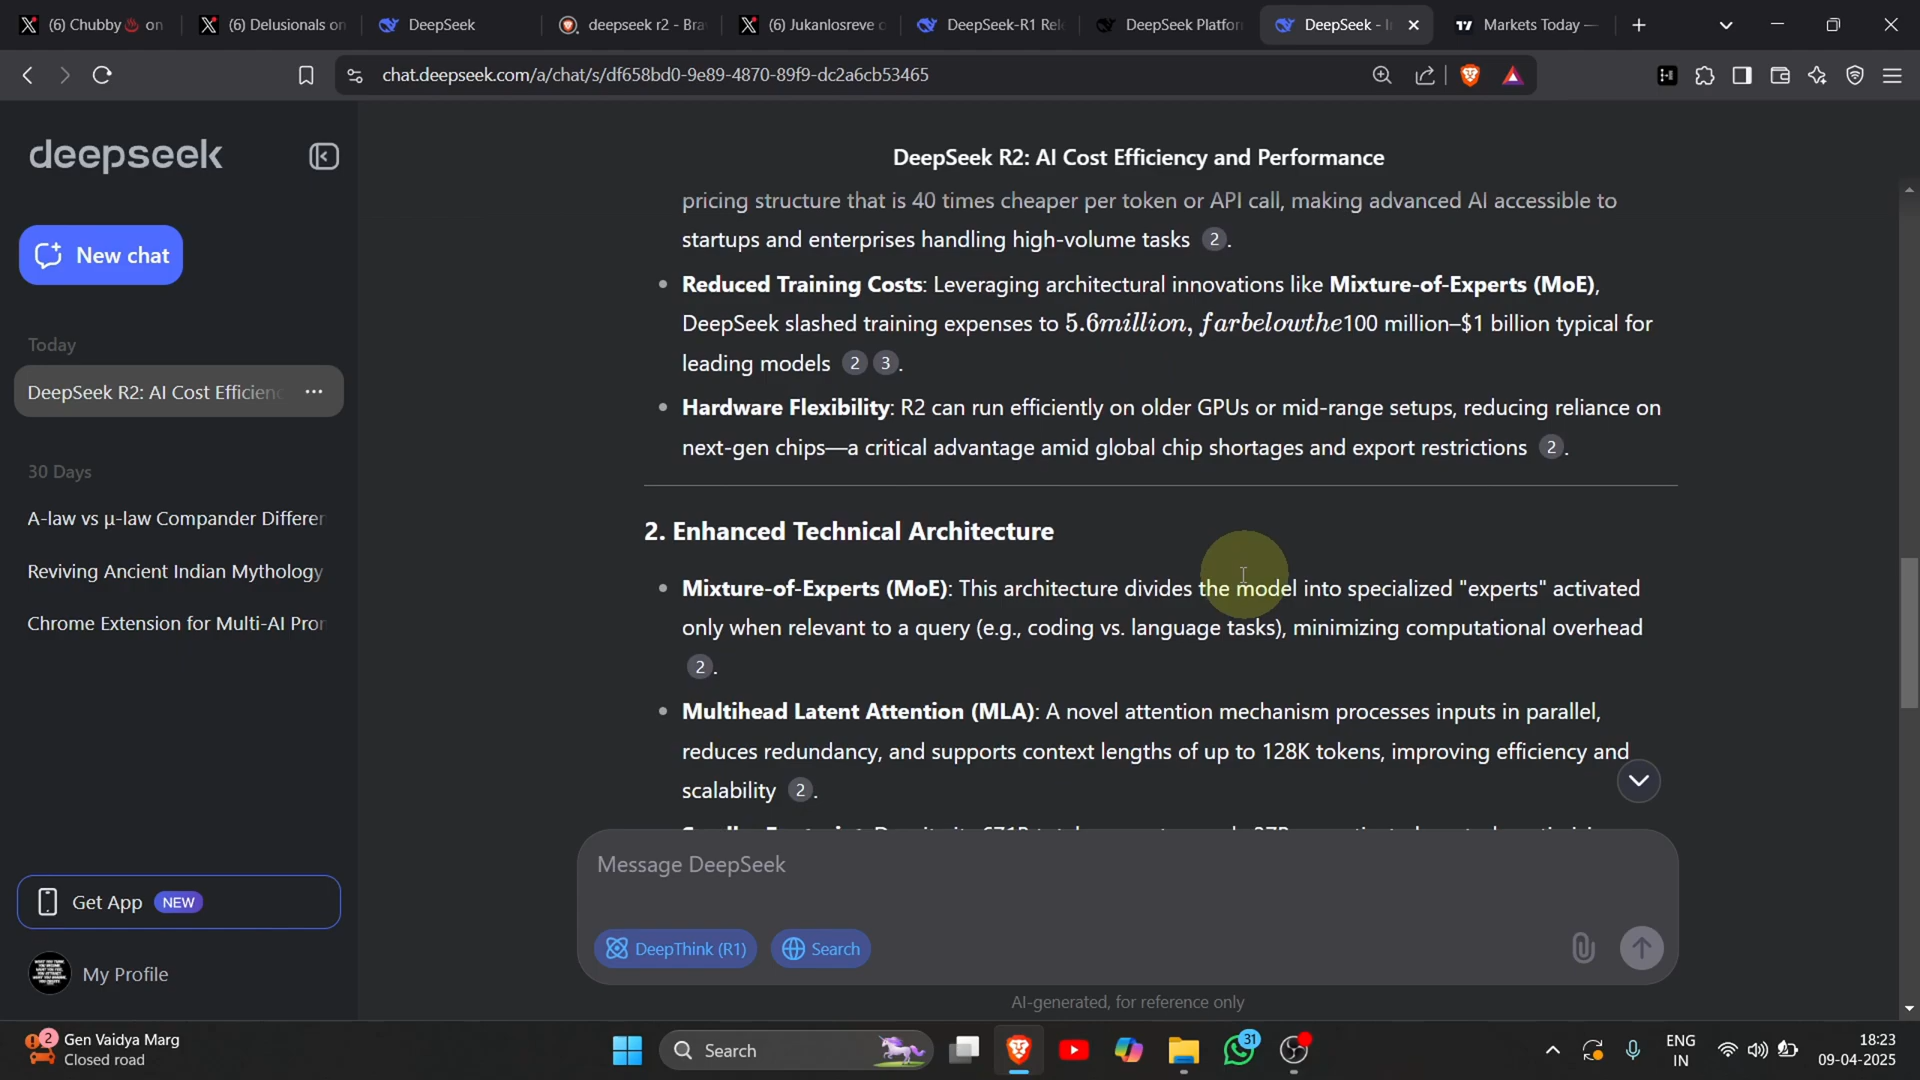 (6) Chubby♨ on
(6) Delusionals on
DeepSeek
deepseek r2 - Bra
(6) Jukanlosreve o
DeepSeek-R1 Rel
DeepSeek Platfor
DeepSeek - I
Markets Today —
chat.deepseek.com/a/chat/s/df658bd0-9e89-4870-89f9-dc2a6cb53465
deepseek
New chat
Today
DeepSeek R2: AI Cost Efficienc
30 Days
A-law vs μ-law Compander Differen
Reviving Ancient Indian Mythology
Chrome Extension for Multi-AI Pron
Get App NEW
My Profile
DeepSeek R2: AI Cost Efficiency and Performance
pricing structure that is 40 times cheaper per token or API call, making advanced AI accessible to
startups and enterprises handling high-volume tasks 2.
• Reduced Training Costs: Leveraging architectural innovations like Mixture-of-Experts (MoE),
DeepSeek slashed training expenses to 5.6million, farbelowthe100 million–$1 billion typical for
leading models 2 3.
• Hardware Flexibility: R2 can run efficiently on older GPUs or mid-range setups, reducing reliance on
next-gen chips—a critical advantage amid global chip shortages and export restrictions 2.
2. Enhanced Technical Architecture
• Mixture-of-Experts (MoE): This architecture divides the model into specialized "experts" activated
only when relevant to a query (e.g., coding vs. language tasks), minimizing computational overhead
2.
• Multihead Latent Attention (MLA): A novel attention mechanism processes inputs in parallel,
reduces redundancy, and supports context lengths of up to 128K tokens, improving efficiency and
scalability 2.
Message DeepSeek
DeepThink (R1)
Search
AI-generated, for reference only
2
Gen Vaidya Marg
Closed road
Search
31
ENG
IN
18:23
09-04-2025